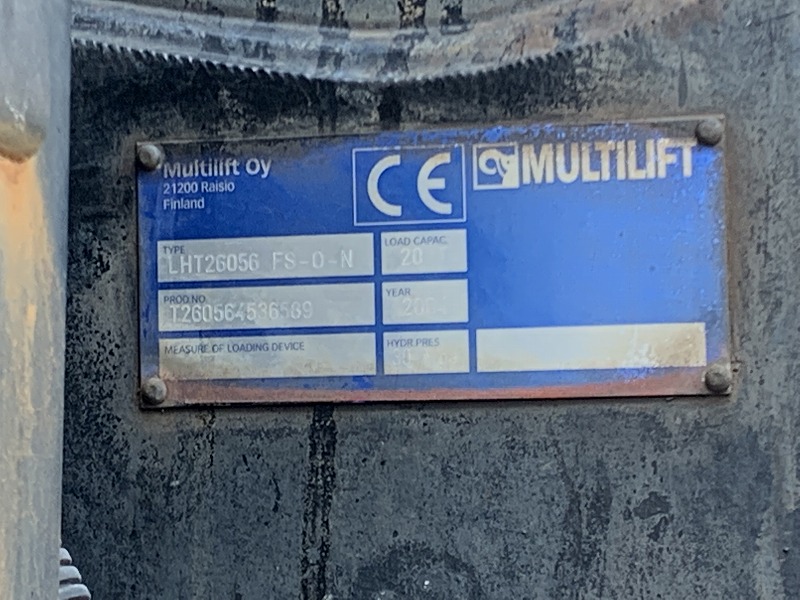 Multilift Oy
21200 Raisio
Finland
CE
MULTILIFT
TYPE
LHT26056 FS-O-N
LOAD CAPAC.
20
PROD NO.
T260564536589
YEAR
MEASURE OF LOADING DEVICE
HYDR.PRES